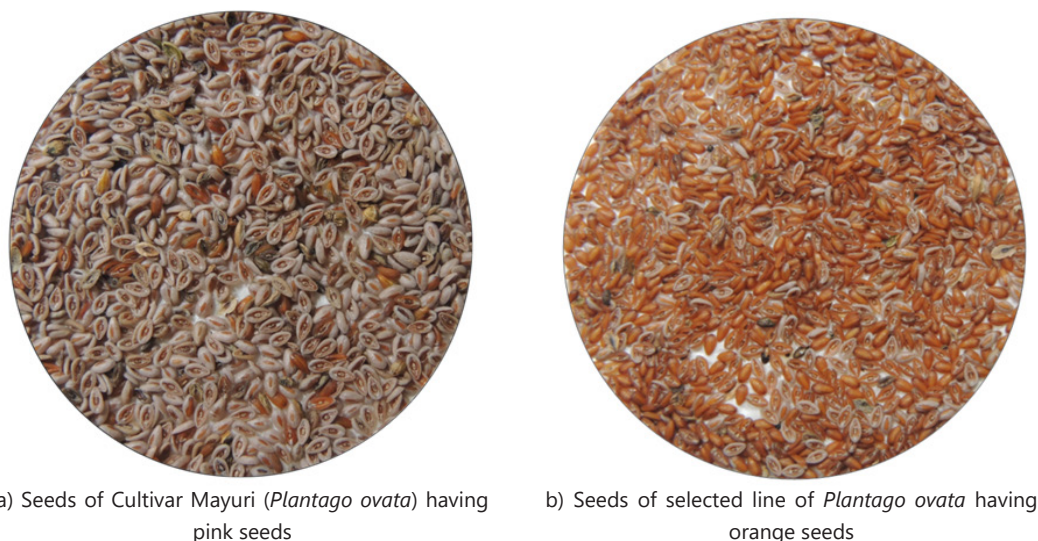 a) Seeds of Cultivar Mayuri (Plantago ovata) having
pink seeds
b) Seeds of selected line of Plantago ovata having
orange seeds